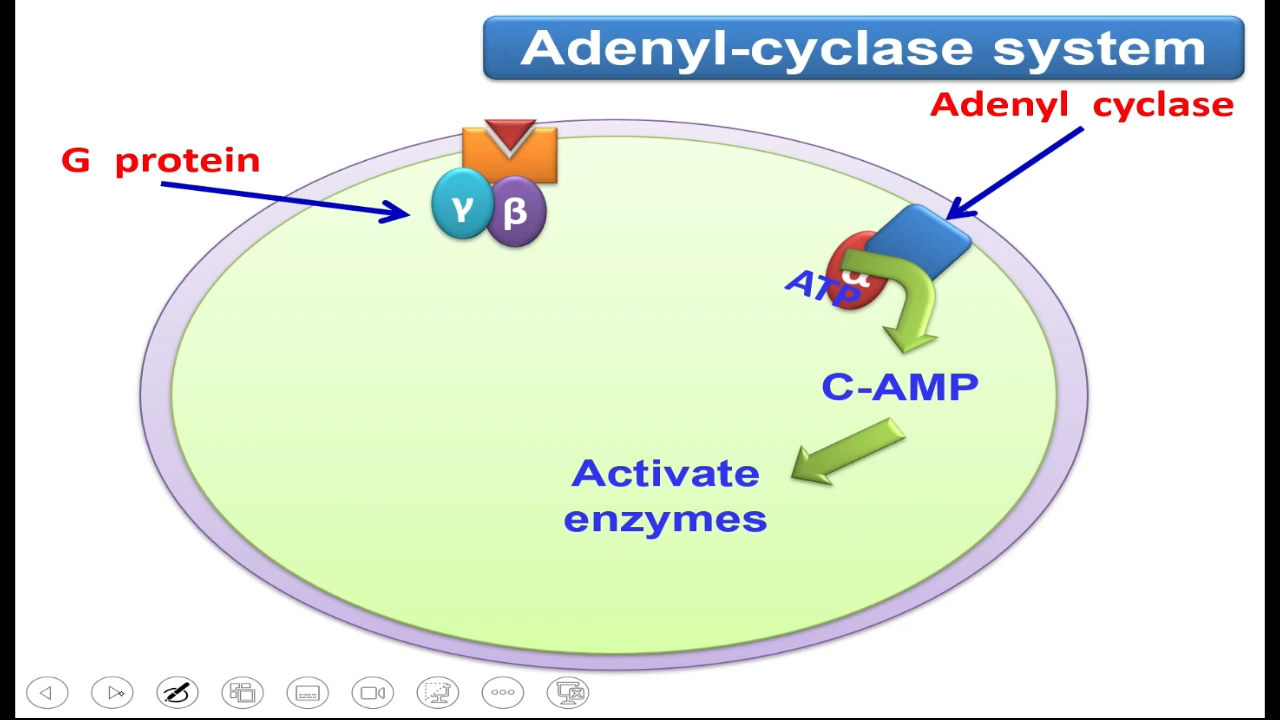 Adenyl-cyclase system
Adenyl cyclase
G protein
γ β
α
ATP
C-AMP
Activate
enzymes